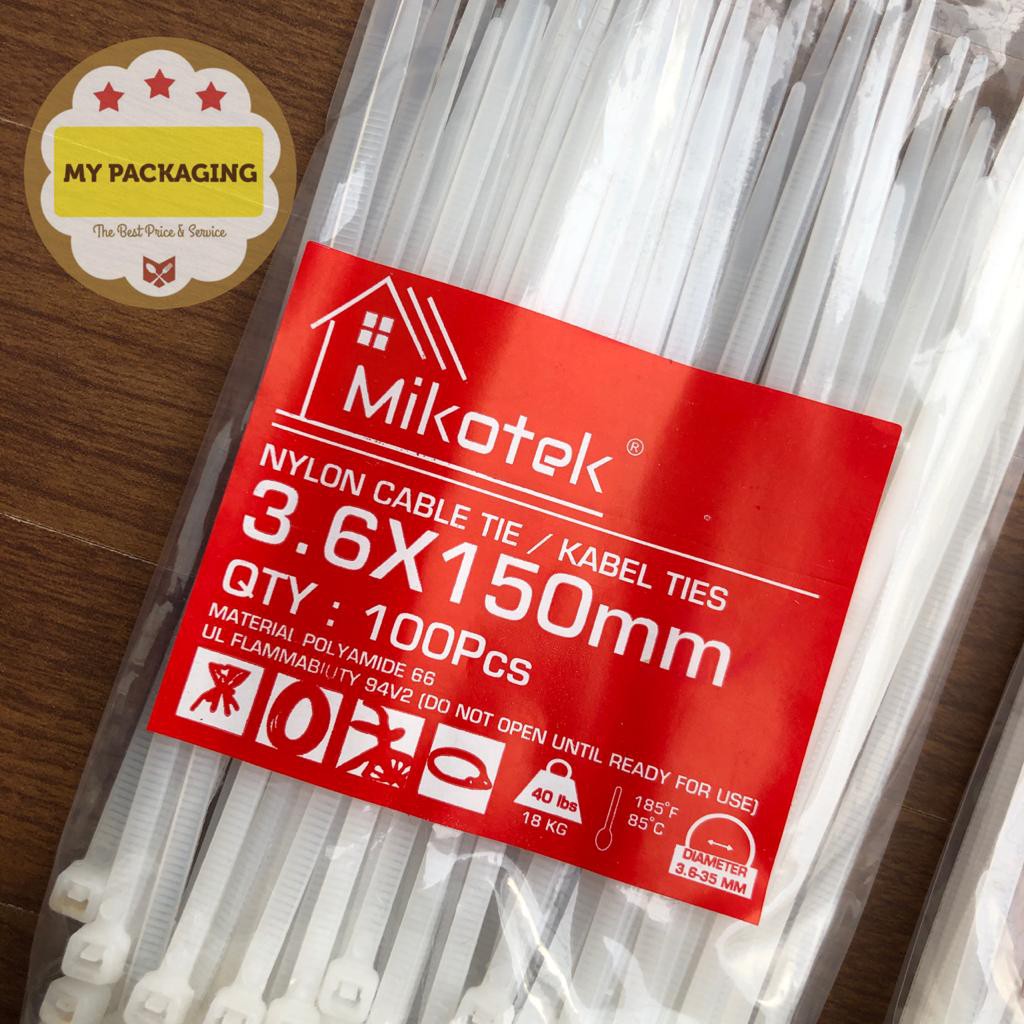 MY PACKAGING
The Best Price & Service
Mikotek ®
NYLON CABLE TIE / KABEL TIES
3.6X150mm
QTY : 100Pcs
MATERIAL POLYAMIDE 66
UL FLAMMABILITY 94V2 (DO NOT OPEN UNTIL READY FOR USE)
40 lbs
18 KG
185°F
85°C
DIAMETER
3.6-35 MM